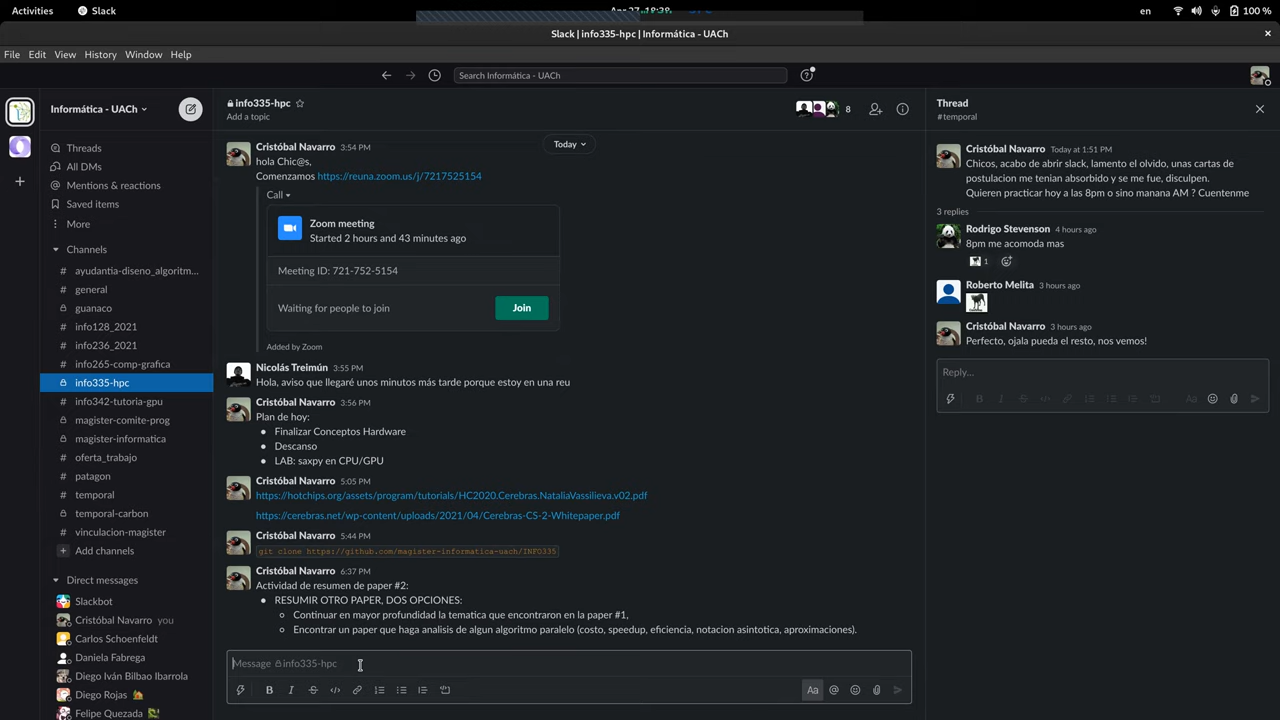 Activities
Slack
Apr 27 18:38
en
100 %
Slack | info335-hpc | Informática - UACh
File Edit View History Window Help
Search Informática - UACh
Informática - UACh
Threads
All DMs
Mentions & reactions
Saved items
More
Channels
# ayudantia-diseno_algoritm...
# general
guanaco
# info128_2021
# info236_2021
# info265-comp-grafica
info335-hpc
# info342-tutoria-gpu
magister-comite-prog
magister-informatica
# oferta_trabajo
# patagon
# temporal
temporal-carbon
# vinculacion-magister
+ Add channels
Direct messages
Slackbot
Cristóbal Navarro you
Carlos Schoenfeldt
Daniela Fabrega
Diego Iván Bilbao Ibarrola
Diego Rojas
Felipe Quezada
info335-hpc
Add a topic
8
Today
Cristóbal Navarro 3:54 PM
hola Chic@s,
Comenzamos https://reuna.zoom.us/j/7217525154
Call
Zoom meeting
Started 2 hours and 43 minutes ago
Meeting ID: 721-752-5154
Waiting for people to join
Join
Added by Zoom
Nicolás Treimún 3:55 PM
Hola, aviso que llegaré unos minutos más tarde porque estoy en una reu
Cristóbal Navarro 3:56 PM
Plan de hoy:
• Finalizar Conceptos Hardware
• Descanso
• LAB: saxpy en CPU/GPU
Cristóbal Navarro 5:05 PM
https://hotchips.org/assets/program/tutorials/HC2020.Cerebras.NataliaVassilieva.v02.pdf
https://cerebras.net/wp-content/uploads/2021/04/Cerebras-CS-2-Whitepaper.pdf
Cristóbal Navarro 5:44 PM
git clone https://github.com/magister-informatica-uach/INFO335
Cristóbal Navarro 6:37 PM
Actividad de resumen de paper #2:
• RESUMIR OTRO PAPER, DOS OPCIONES:
◦ Continuar en mayor profundidad la tematica que encontraron en la paper #1,
◦ Encontrar un paper que haga analisis de algun algoritmo paralelo (costo, speedup, eficiencia, notacion asintotica, aproximaciones).
Message info335-hpc
Aa
Thread
#temporal
Cristóbal Navarro Today at 1:51 PM
Chicos, acabo de abrir slack, lamento el olvido, unas cartas de
postulacion me tenian absorbido y se me fue, disculpen.
Quieren practicar hoy a las 8pm o sino manana AM ? Cuentenme
3 replies
Rodrigo Stevenson 4 hours ago
8pm me acomoda mas
1
Roberto Melita 3 hours ago
Cristóbal Navarro 3 hours ago
Perfecto, ojala pueda el resto, nos vemos!
Reply...
Aa